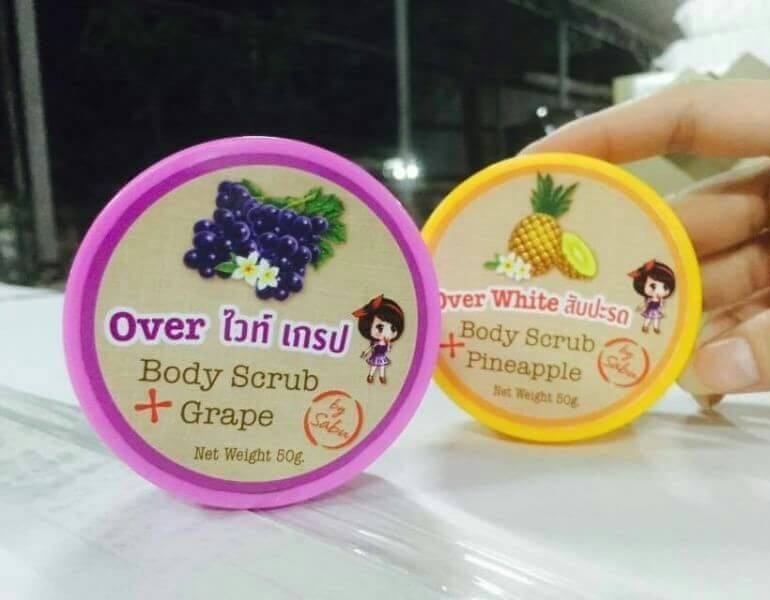 Over ไวท์ เกรป
Body Scrub
+ Grape
by
Sabu
Net Weight 50g.
Over White สับปะรด
Body Scrub
+ Pineapple
by
Sabu
Net Weight 50g.